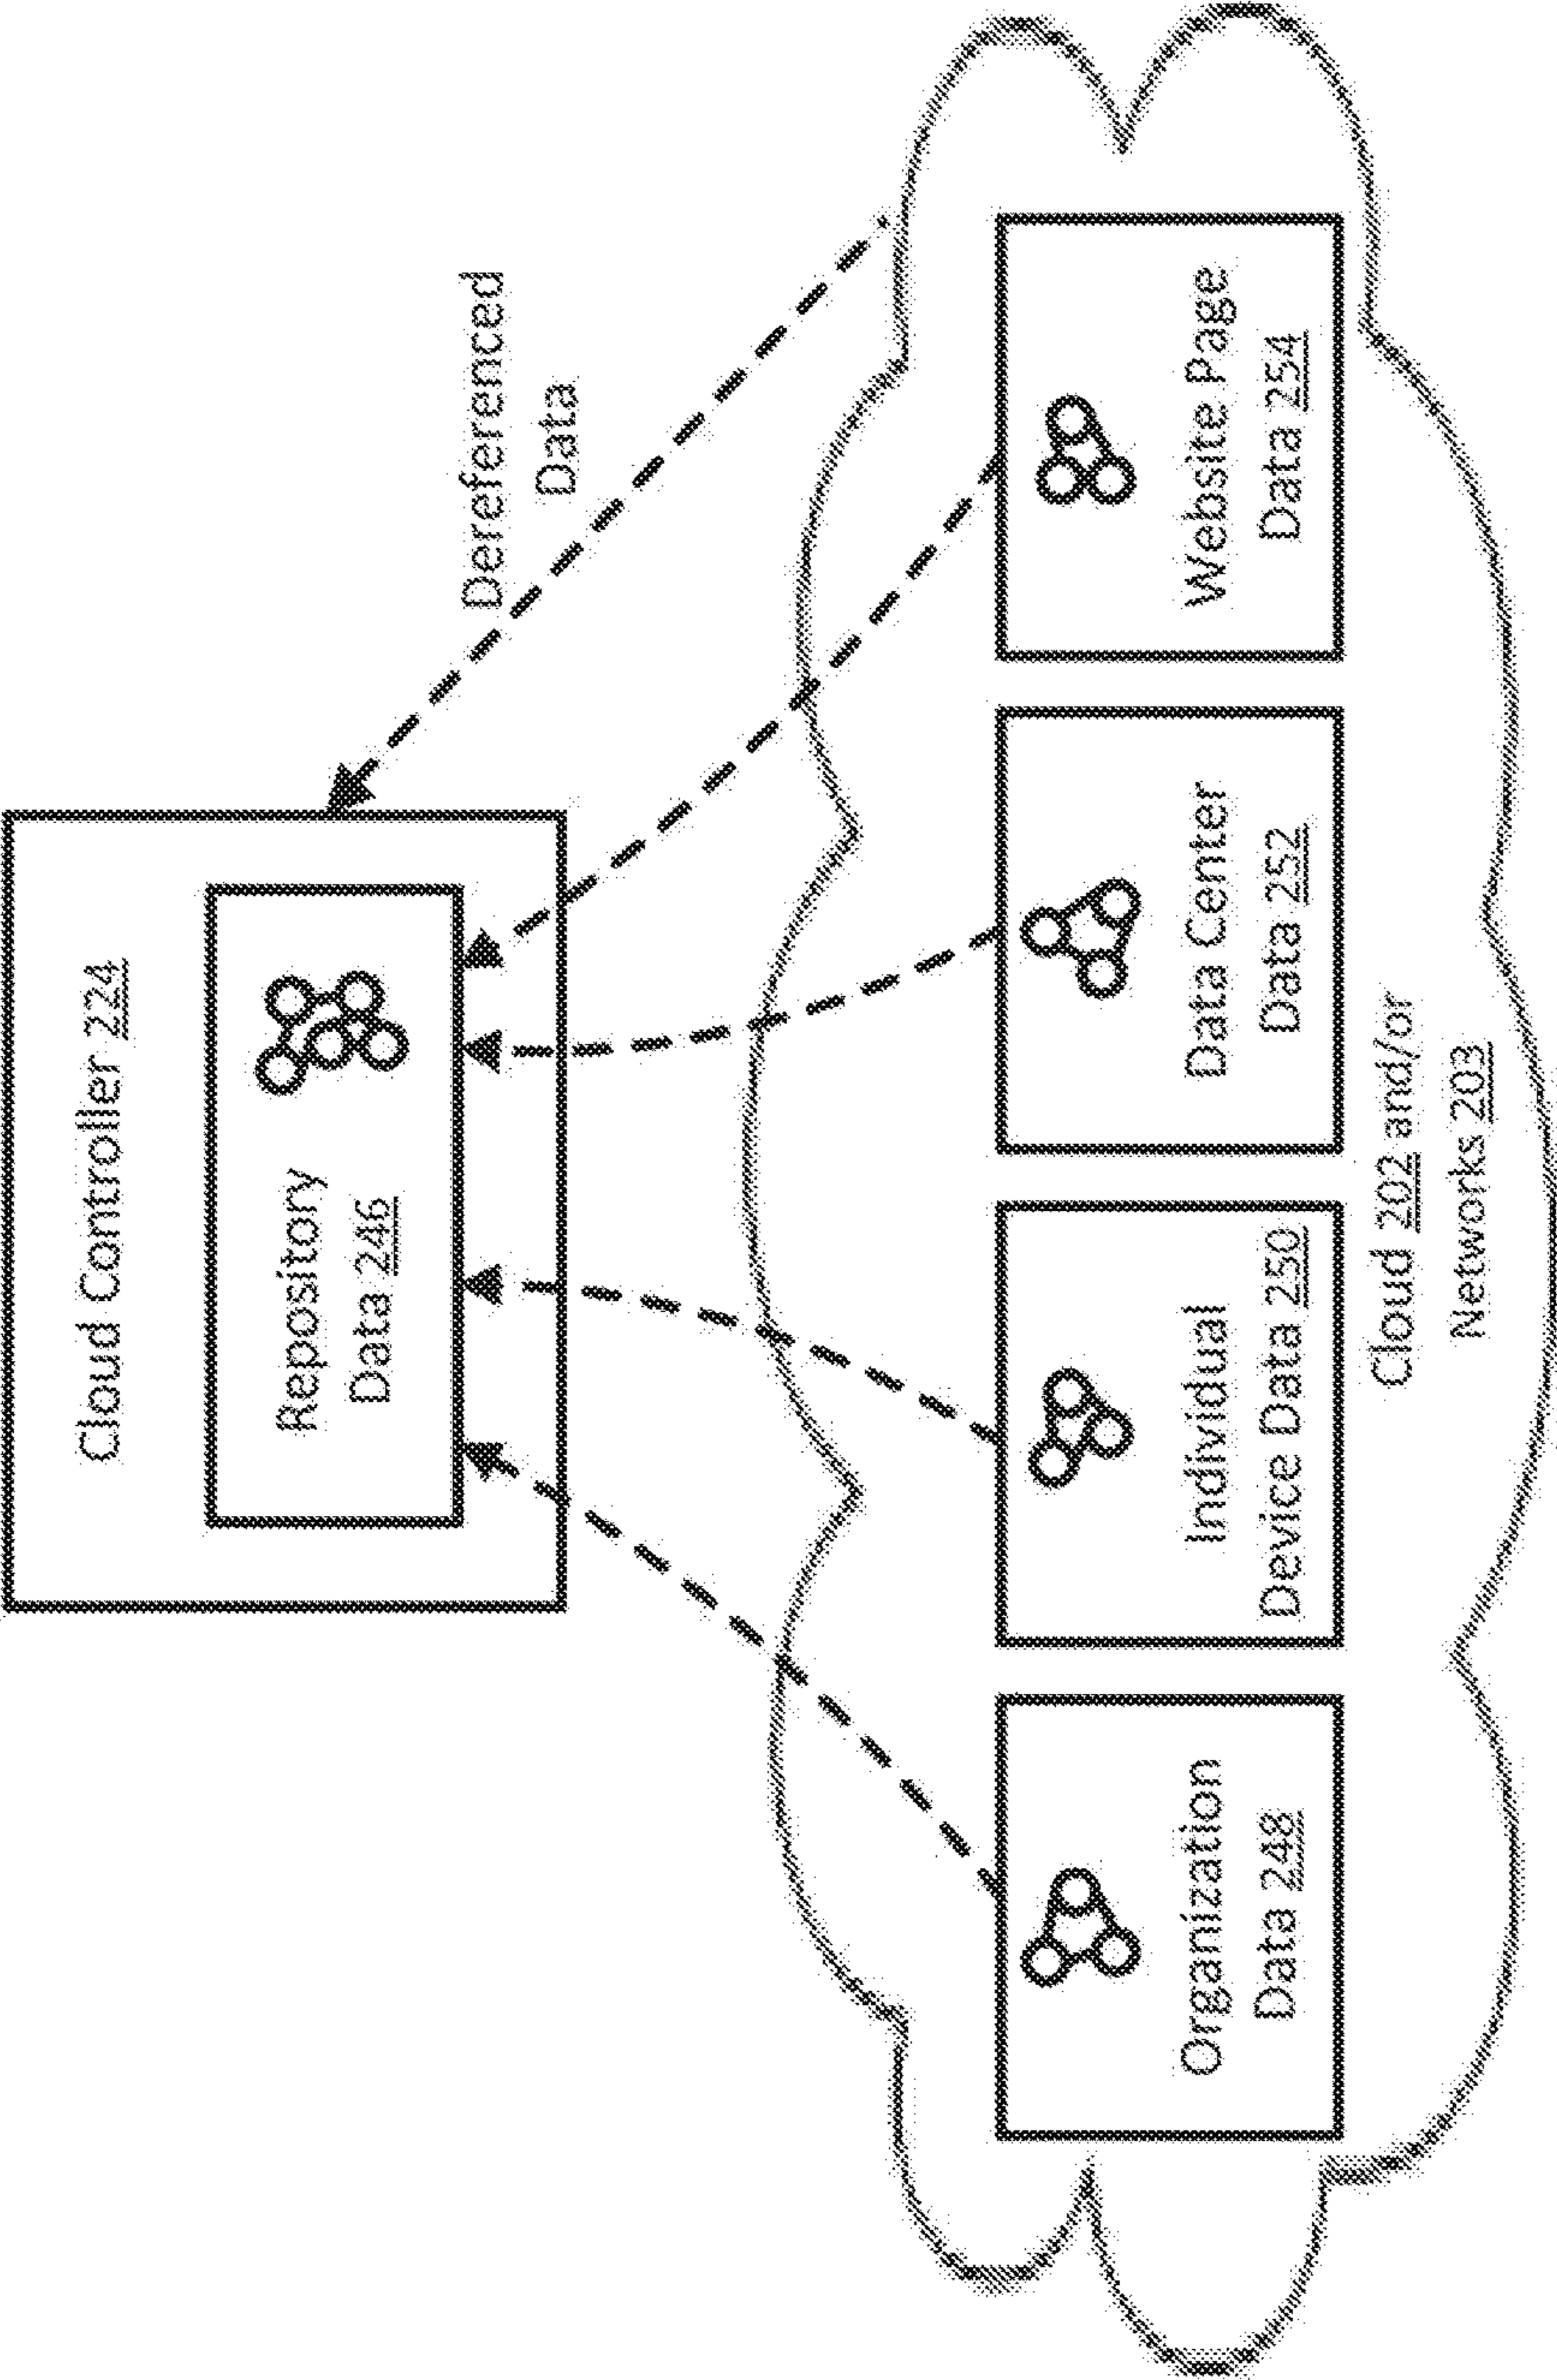 Cloud Controller 224
Repository
Data 246
Dereferenced
Data
Organization
Data 248
Individual
Device Data 250
Data Center
Data 252
Website Page
Data 254
Cloud 202 and/or
Networks 203